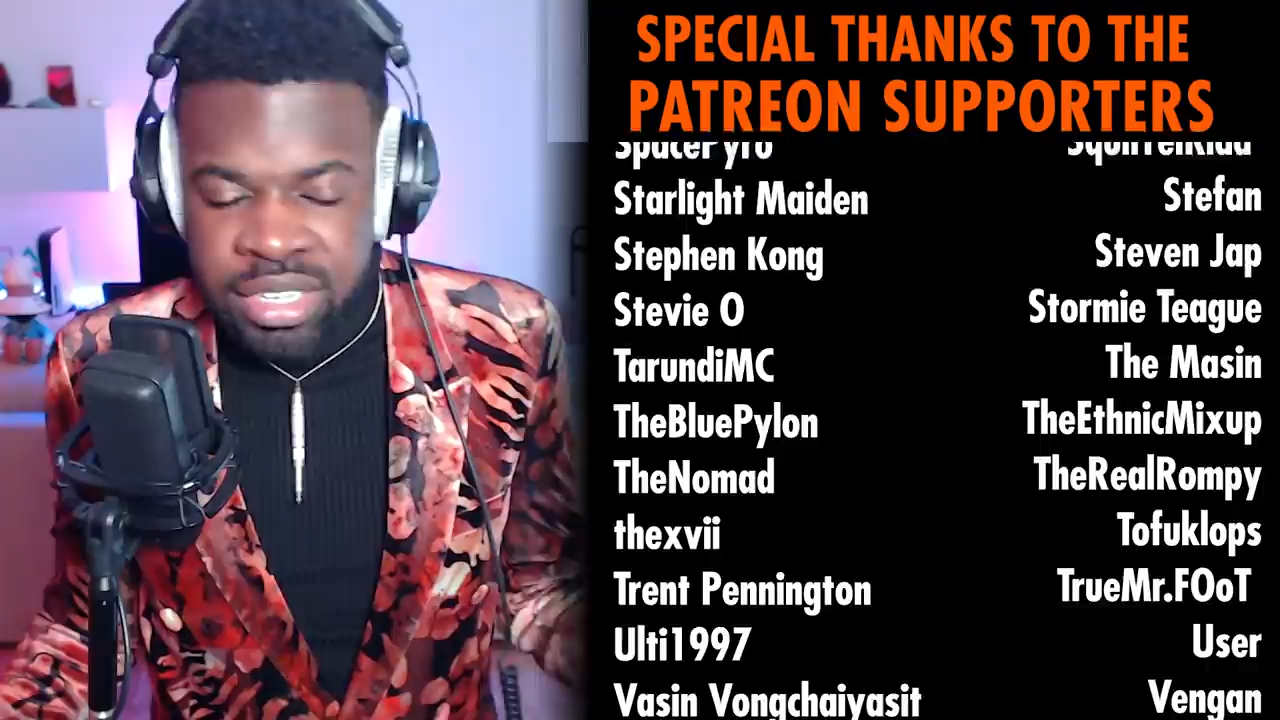 SPECIAL THANKS TO THE
PATREON SUPPORTERS
SpacePyro
Starlight Maiden
Stefan
Stephen Kong
Steven Jap
Stevie O
Stormie Teague
TarundiMC
The Masin
TheBluePylon
TheEthnicMixup
TheNomad
TheRealRompy
thexvii
Tofuklops
Trent Pennington
TrueMr.FOoT
Ulti1997
User
Vasin Vongchaiyasit
Vengan